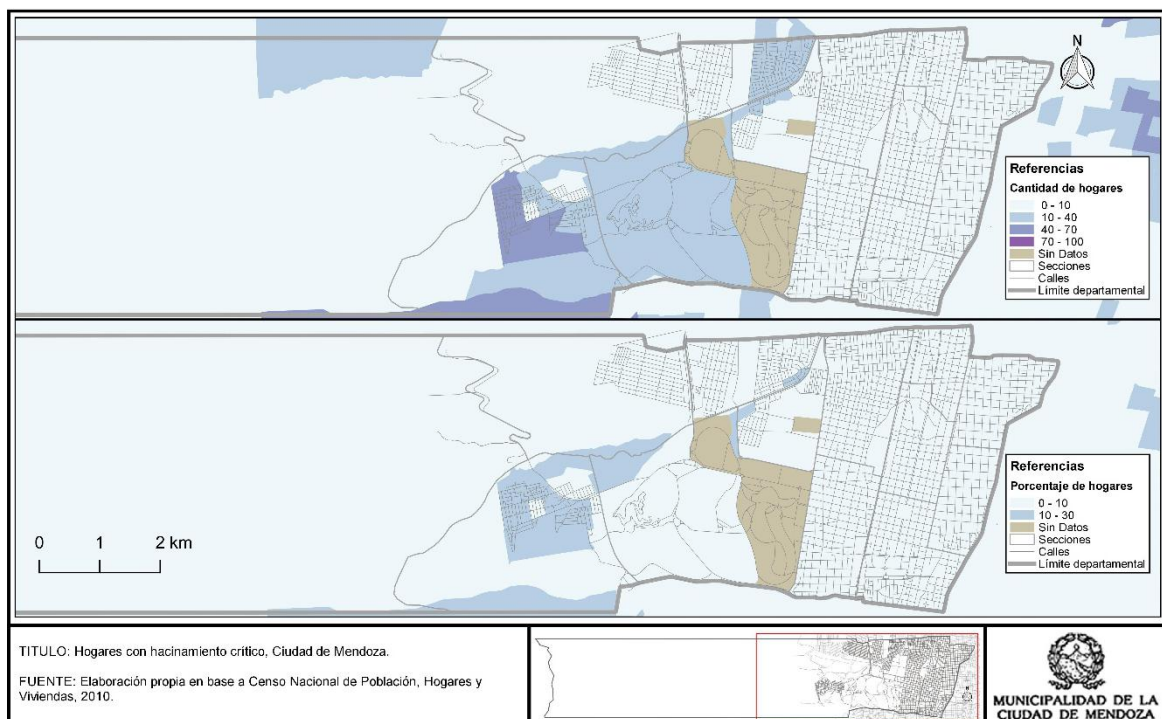 N
Referencias
Cantidad de hogares
0 - 10
10 - 40
40 - 70
70 - 100
Sin Datos
Secciones
Calles
Límite departamental
Referencias
Porcentaje de hogares
0 - 10
10 - 30
Sin Datos
Secciones
Calles
Límite departamental
0 1 2 km
TITULO: Hogares con hacinamiento crítico, Ciudad de Mendoza.
FUENTE: Elaboración propia en base a Censo Nacional de Población, Hogares y
Viviendas, 2010.
MUNICIPALIDAD DE LA
CIUDAD DE MENDOZA